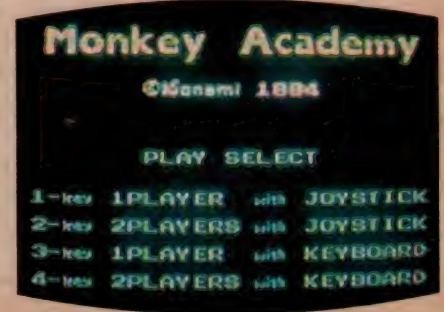 Monkey Academy
©Konami 1984
PLAY SELECT
1-key 1PLAYER with JOYSTICK
2-key 2PLAYERS with JOYSTICK
3-key 1PLAYER with KEYBOARD
4-key 2PLAYERS with KEYBOARD